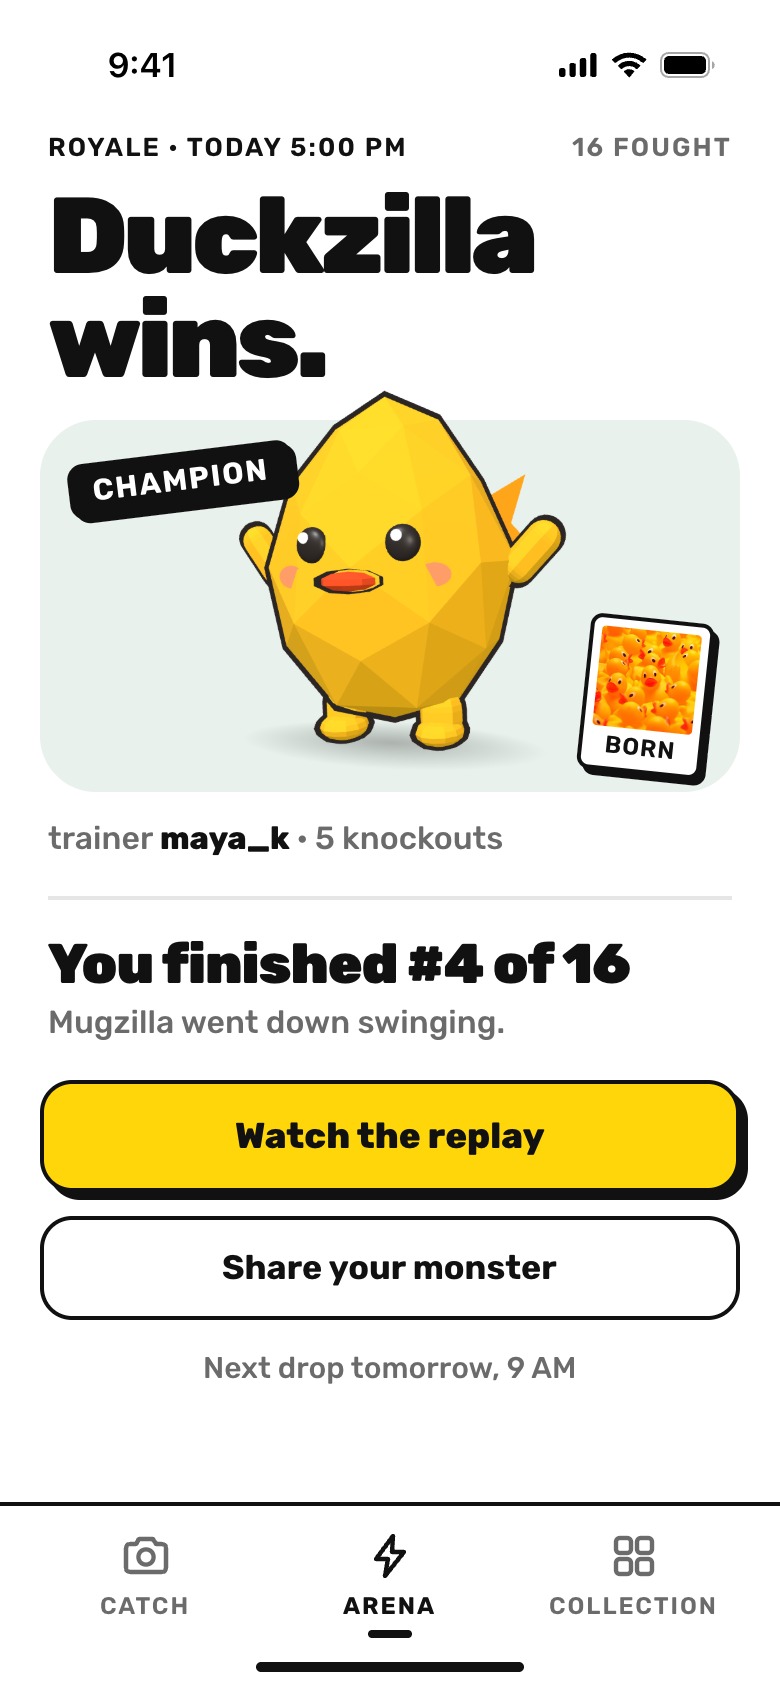 9:41
ROYALE • TODAY 5:00 PM
16 FOUGHT
Duckzilla
wins.
CHAMPION
BORN
trainer maya_k • 5 knockouts
You finished #4 of 16
Mugzilla went down swinging.
Watch the replay
Share your monster
Next drop tomorrow, 9 AM
CATCH
ARENA
COLLECTION